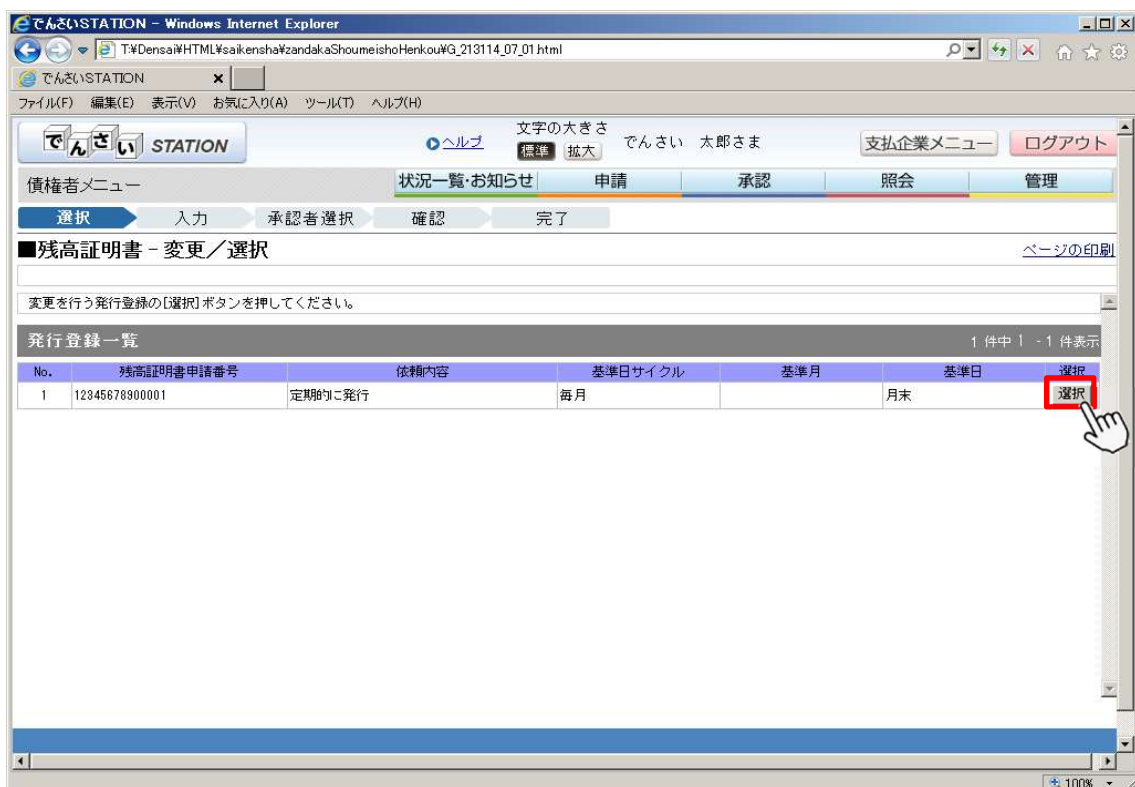 でんさいSTATION - Windows Internet Explorer
T:¥Densai¥HTML¥saikensha¥zandakaShoumeishoHenkou¥G_213114_07_01.html
でんさいSTATION
ファイル(F) 編集(E) 表示(V) お気に入り(A) ツール(T) ヘルプ(H)
でんさい STATION
ヘルプ
文字の大きさ
標準 拡大
でんさい 太郎さま
支払企業メニュー
ログアウト
債権者メニュー
状況一覧・お知らせ 申請 承認 照会 管理
選択 入力 承認者選択 確認 完了
■残高証明書 - 変更/選択
ページの印刷
変更を行う発行登録の[選択]ボタンを押してください。
発行登録一覧 1 件中 1 - 1 件表示
No. 残高証明書申請番号 依頼内容 基準日サイクル 基準月 基準日 選択
1 12345678900001 定期的に発行 毎月 月末 選択
100%